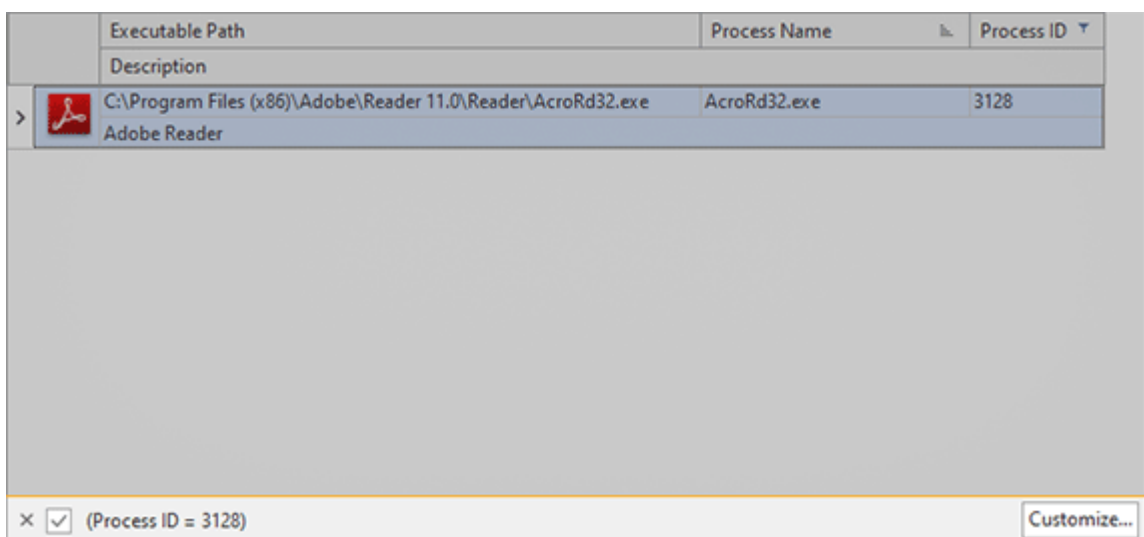 Executable Path Process Name Process ID
Description
C:\Program Files (x86)\Adobe\Reader 11.0\Reader\AcroRd32.exe AcroRd32.exe 3128
Adobe Reader
(Process ID = 3128) Customize...